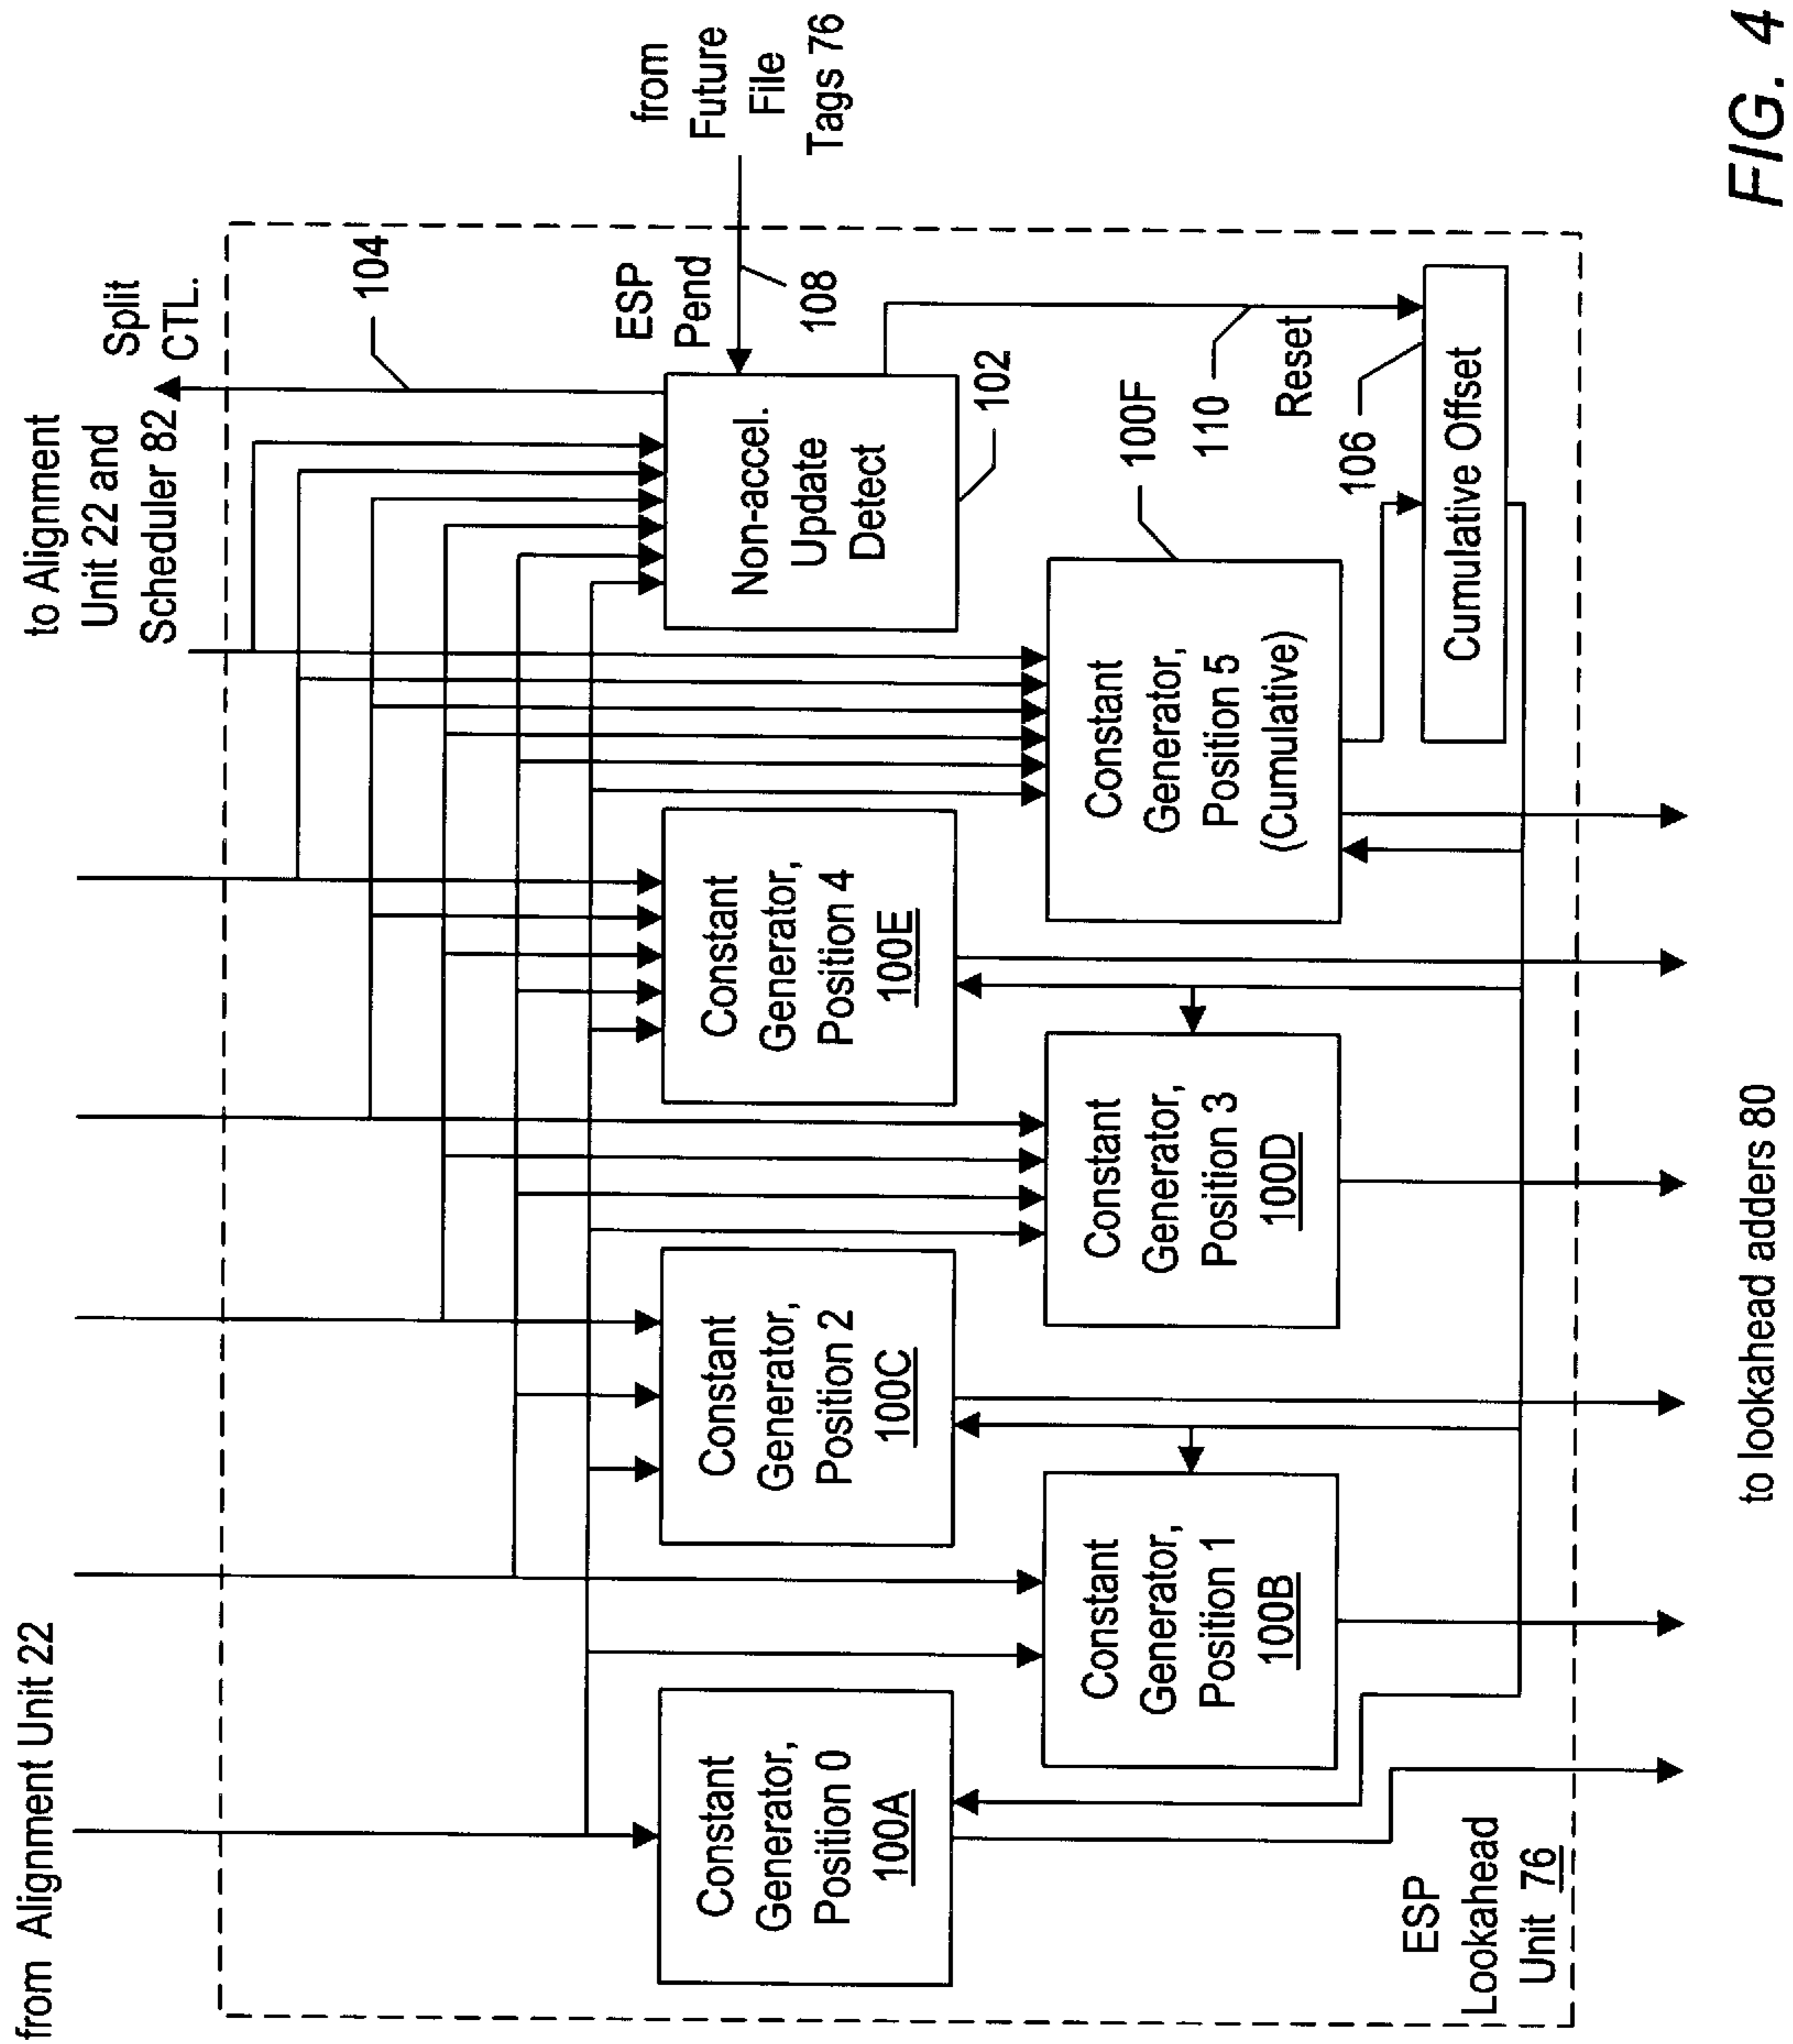 from Alignment Unit 22
to Alignment
Unit 22 and
Scheduler 82
Split
CTL.
104
Constant
Generator,
Position 0
100A
Constant
Generator,
Position 2
100C
Constant
Generator,
Position 4
100E
Non-accel.
Update
Detect
102
ESP
Pend
108
from
Future
File
Tags 76
Constant
Generator,
Position 1
100B
Constant
Generator,
Position 3
100D
Constant
Generator,
Position 5
(Cumulative)
100F
110
Reset
106
Cumulative Offset
ESP
Lookahead
Unit 76
to lookahead adders 80
FIG. 4